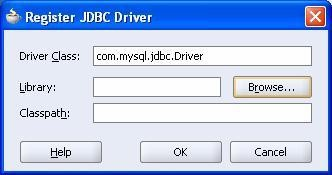 Register JDBC Driver
Driver Class: com.mysql.jdbc.Driver
Library: Browse...
Classpath:
Help OK Cancel